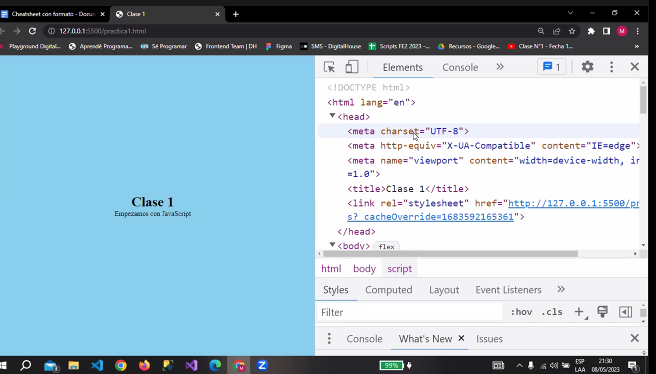 Cheatsheet con formato - Docu
Clase 1
127.0.0.1:5500/practica1.html
Playground Digital...
Aprendé Programa...
Sé Programar
Frontend Team | DH
Figma
SMS - DigitalHouse
Scripts FE2 2023 -...
Recursos - Google...
Clase N°1 - Fecha 1...
Clase 1
Empezamos con JavaScript
Elements
Console
1
<!DOCTYPE html>
<html lang="en">
<head>
<meta charset="UTF-8">
<meta http-equiv="X-UA-Compatible" content="IE=edge">
<meta name="viewport" content="width=device-width, in
=1.0">
<title>Clase 1</title>
<link rel="stylesheet" href="http://127.0.0.1:5500/pr
s?_cacheOverride=1683592165361">
</head>
<body> flex
html body script
Styles Computed Layout Event Listeners
Filter :hov .cls
Console What's New Issues
99%
ESP
LAA
21:30
08/05/2023